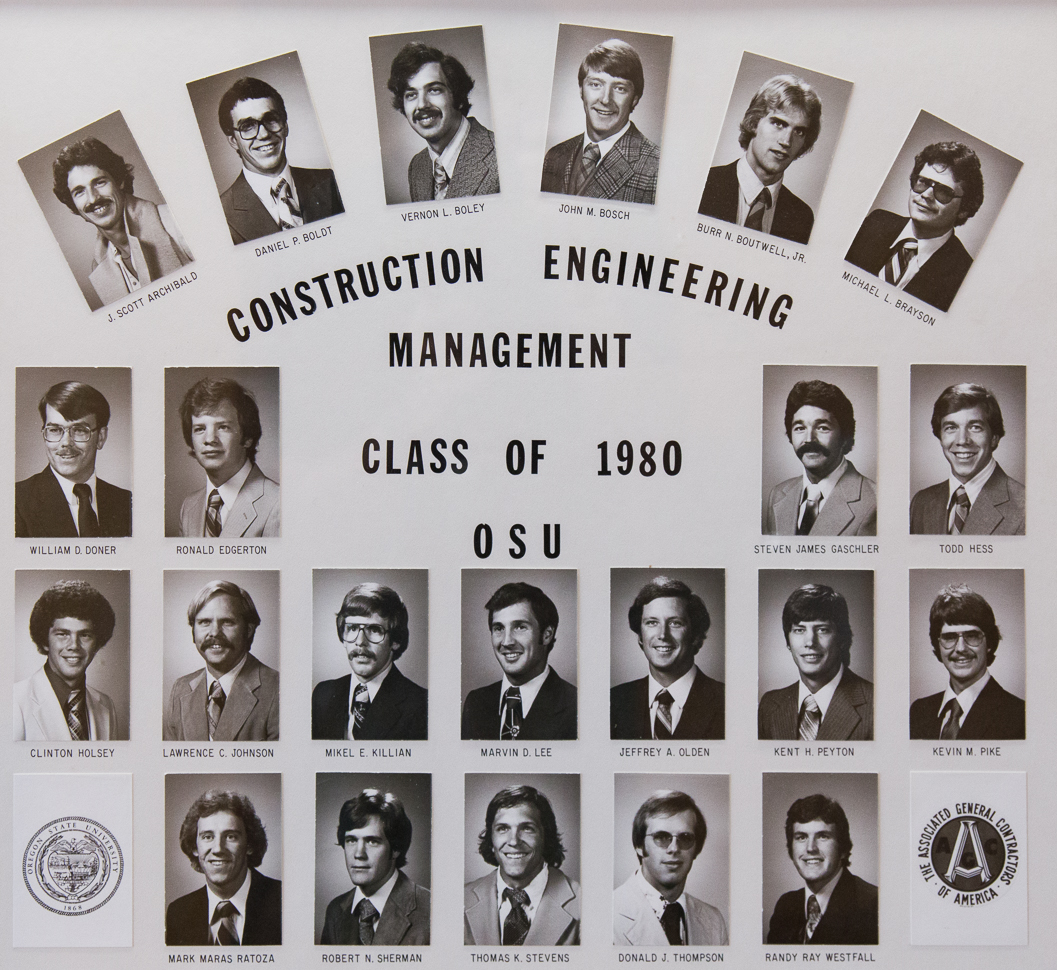 J. SCOTT ARCHIBALD
DANIEL P. BOLDT
VERNON L. BOLEY
JOHN M. BOSCH
BURR N. BOUTWELL, JR.
MICHAEL L. BRAYSON
CONSTRUCTION ENGINEERING
MANAGEMENT
CLASS OF 1980
OSU
WILLIAM D. DONER
RONALD EDGERTON
STEVEN JAMES GASCHLER
TODD HESS
CLINTON HOLSEY
LAWRENCE C. JOHNSON
MIKEL E. KILLIAN
MARVIN D. LEE
JEFFREY A. OLDEN
KENT H. PEYTON
KEVIN M. PIKE
OREGON STATE UNIVERSITY
1868
MARK MARAS RATOZA
ROBERT N. SHERMAN
THOMAS K. STEVENS
DONALD J. THOMPSON
RANDY RAY WESTFALL
THE ASSOCIATED GENERAL CONTRACTORS
OF AMERICA
AGC